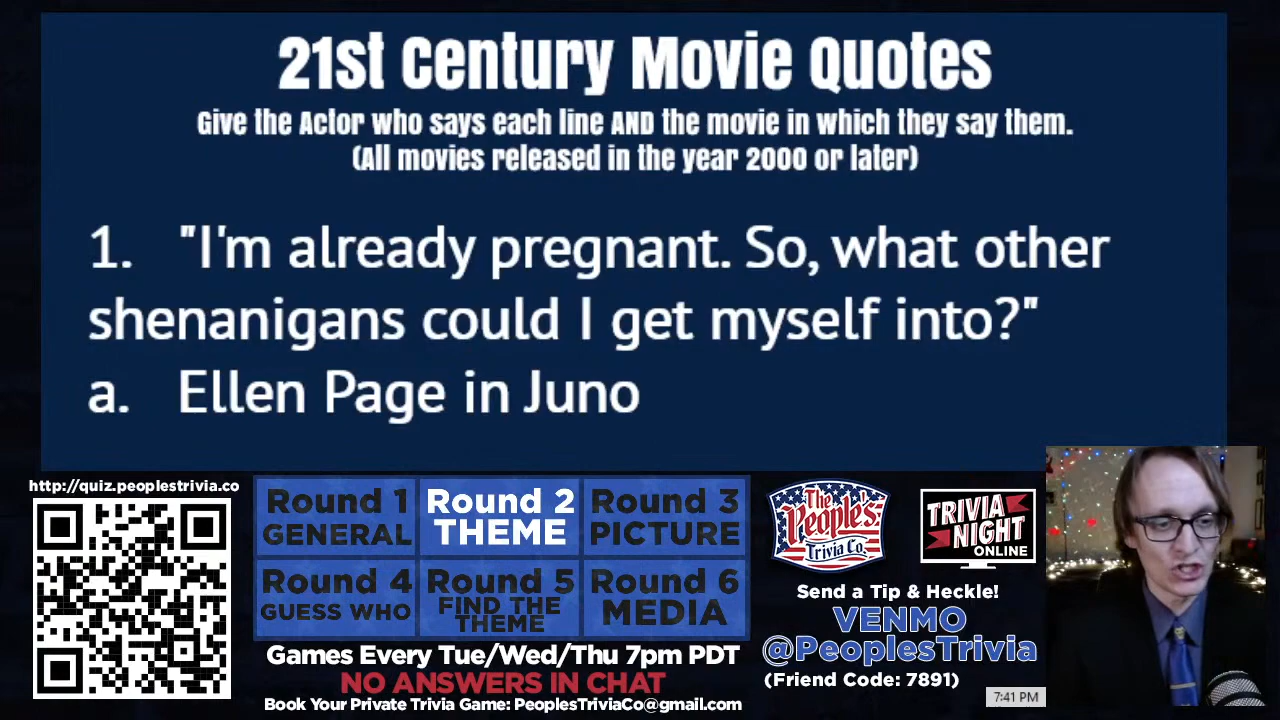 21st Century Movie Quotes
Give the Actor who says each line AND the movie in which they say them.
(All movies released in the year 2000 or later)
1. "I'm already pregnant. So, what other
shenanigans could I get myself into?"
a. Ellen Page in Juno
http://quiz.peoplestrivia.co
Round 1
GENERAL
Round 2
THEME
Round 3
PICTURE
Round 4
GUESS WHO
Round 5
FIND THE
THEME
Round 6
MEDIA
Games Every Tue/Wed/Thu 7pm PDT
NO ANSWERS IN CHAT
Book Your Private Trivia Game: PeoplesTriviaCo@gmail.com
The
People's
Trivia Co.
TRIVIA
NIGHT
ONLINE
Send a Tip & Heckle!
VENMO
@PeoplesTrivia
(Friend Code: 7891)
7:41 PM